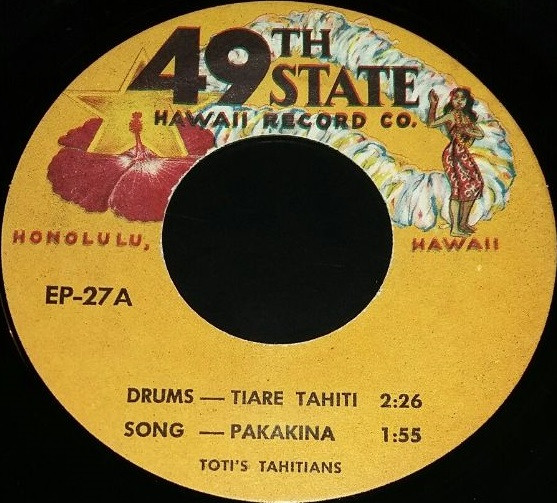 49TH
STATE
HAWAII RECORD CO.
HONOLULU,
HAWAII
EP-27A
DRUMS — TIARE TAHITI 2:26
SONG — PAKAKINA 1:55
TOTI'S TAHITIANS